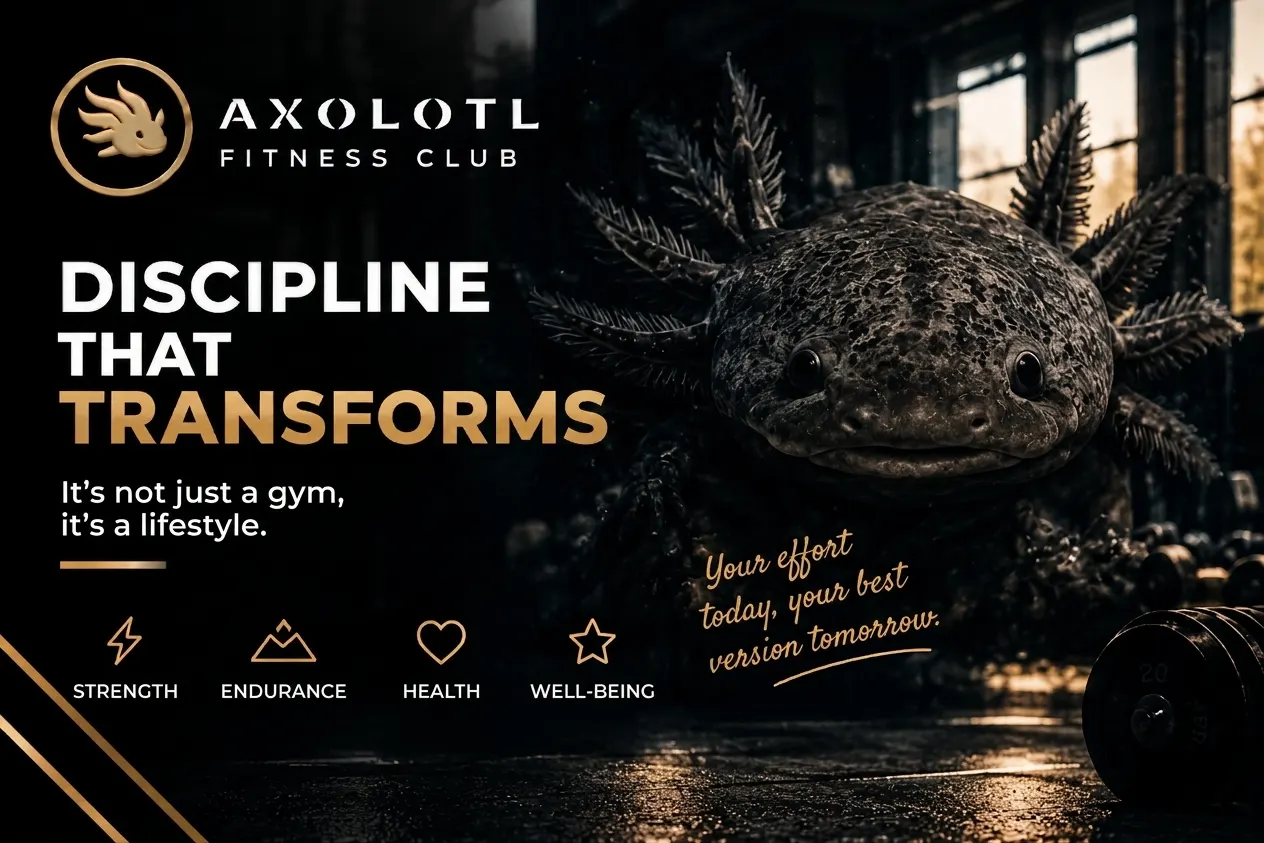 AXOLOTL
FITNESS CLUB
DISCIPLINE
THAT
TRANSFORMS
It's not just a gym,
it's a lifestyle.
STRENGTH
ENDURANCE
HEALTH
WELL-BEING
Your effort
today, your best
version tomorrow.
20